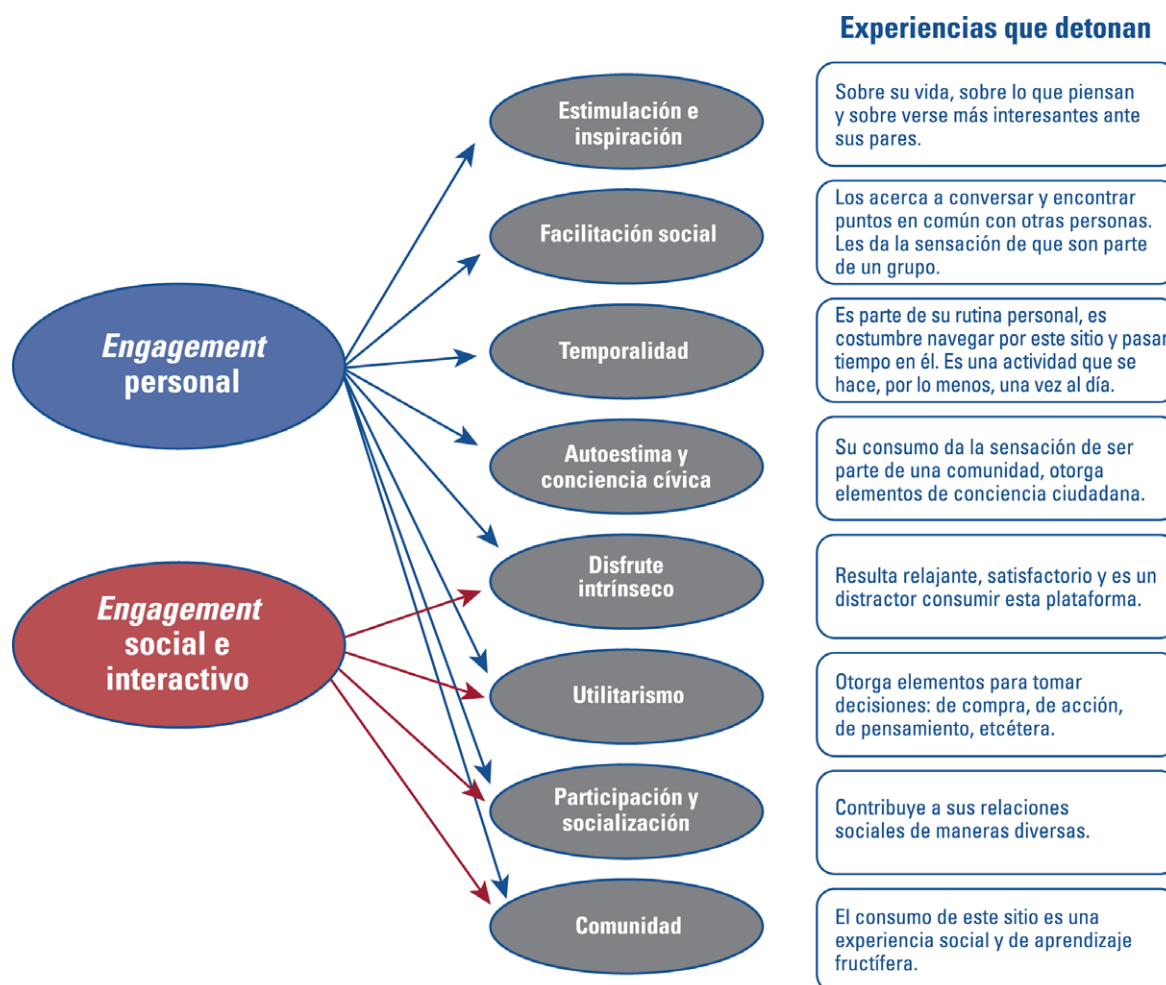 Experiencias que detonan
Engagement
personal
Engagement
social e
interactivo
Estimulación e
inspiración
Sobre su vida, sobre lo que piensan
y sobre verse más interesantes ante
sus pares.
Facilitación social
Los acerca a conversar y encontrar
puntos en común con otras personas.
Les da la sensación de que son parte
de un grupo.
Temporalidad
Es parte de su rutina personal, es
costumbre navegar por este sitio y pasar
tiempo en él. Es una actividad que se
hace, por lo menos, una vez al día.
Autoestima y
conciencia cívica
Su consumo da la sensación de ser
parte de una comunidad, otorga
elementos de conciencia ciudadana.
Disfrute
intrínseco
Resulta relajante, satisfactorio y es un
distractor consumir esta plataforma.
Utilitarismo
Otorga elementos para tomar
decisiones: de compra, de acción,
de pensamiento, etcétera.
Participación y
socialización
Contribuye a sus relaciones
sociales de maneras diversas.
Comunidad
El consumo de este sitio es una
experiencia social y de aprendizaje
fructífera.